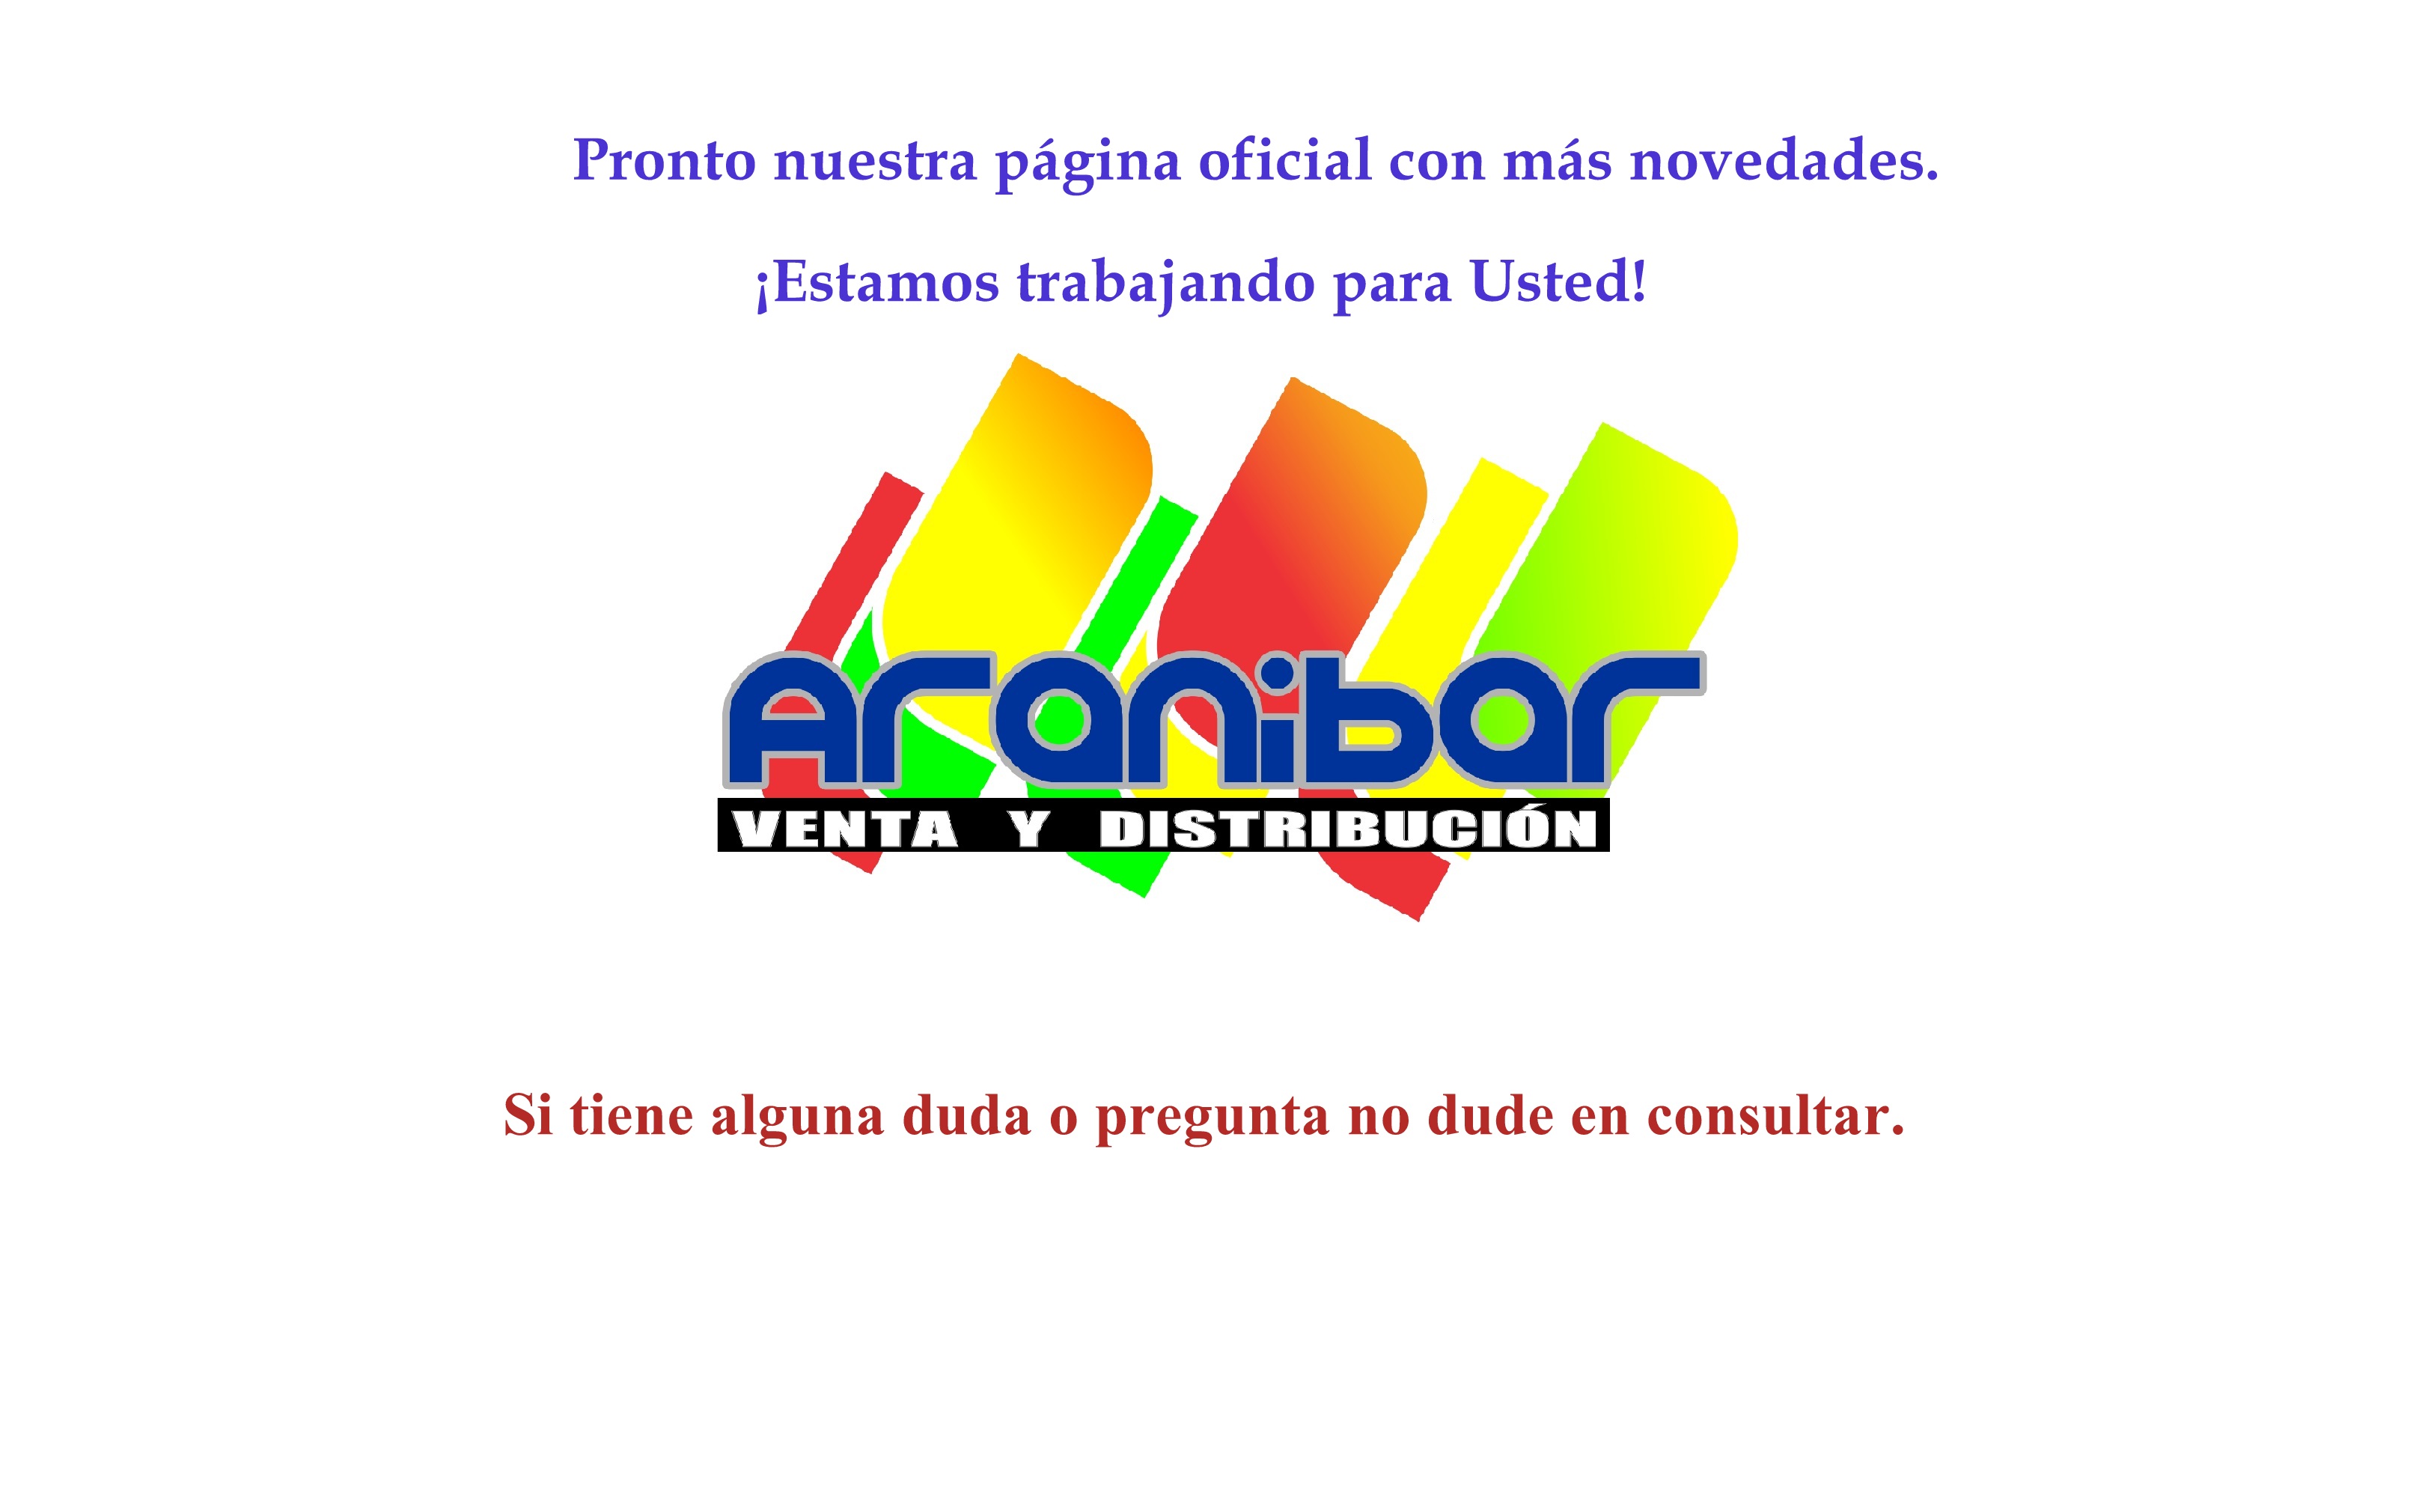 Pronto nuestra página oficial con más novedades.
¡Estamos trabajando para Usted!
Aranibar
VENTA Y DISTRIBUCIÓN
Si tiene alguna duda o pregunta no dude en consultar.